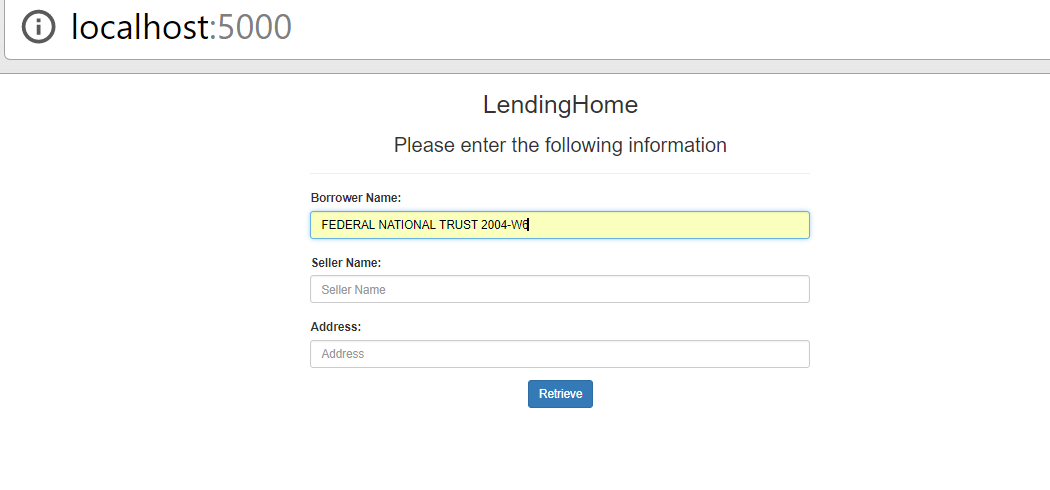 localhost:5000
LendingHome
Please enter the following information
Borrower Name:
FEDERAL NATIONAL TRUST 2004-W6
Seller Name:
Seller Name
Address:
Address
Retrieve